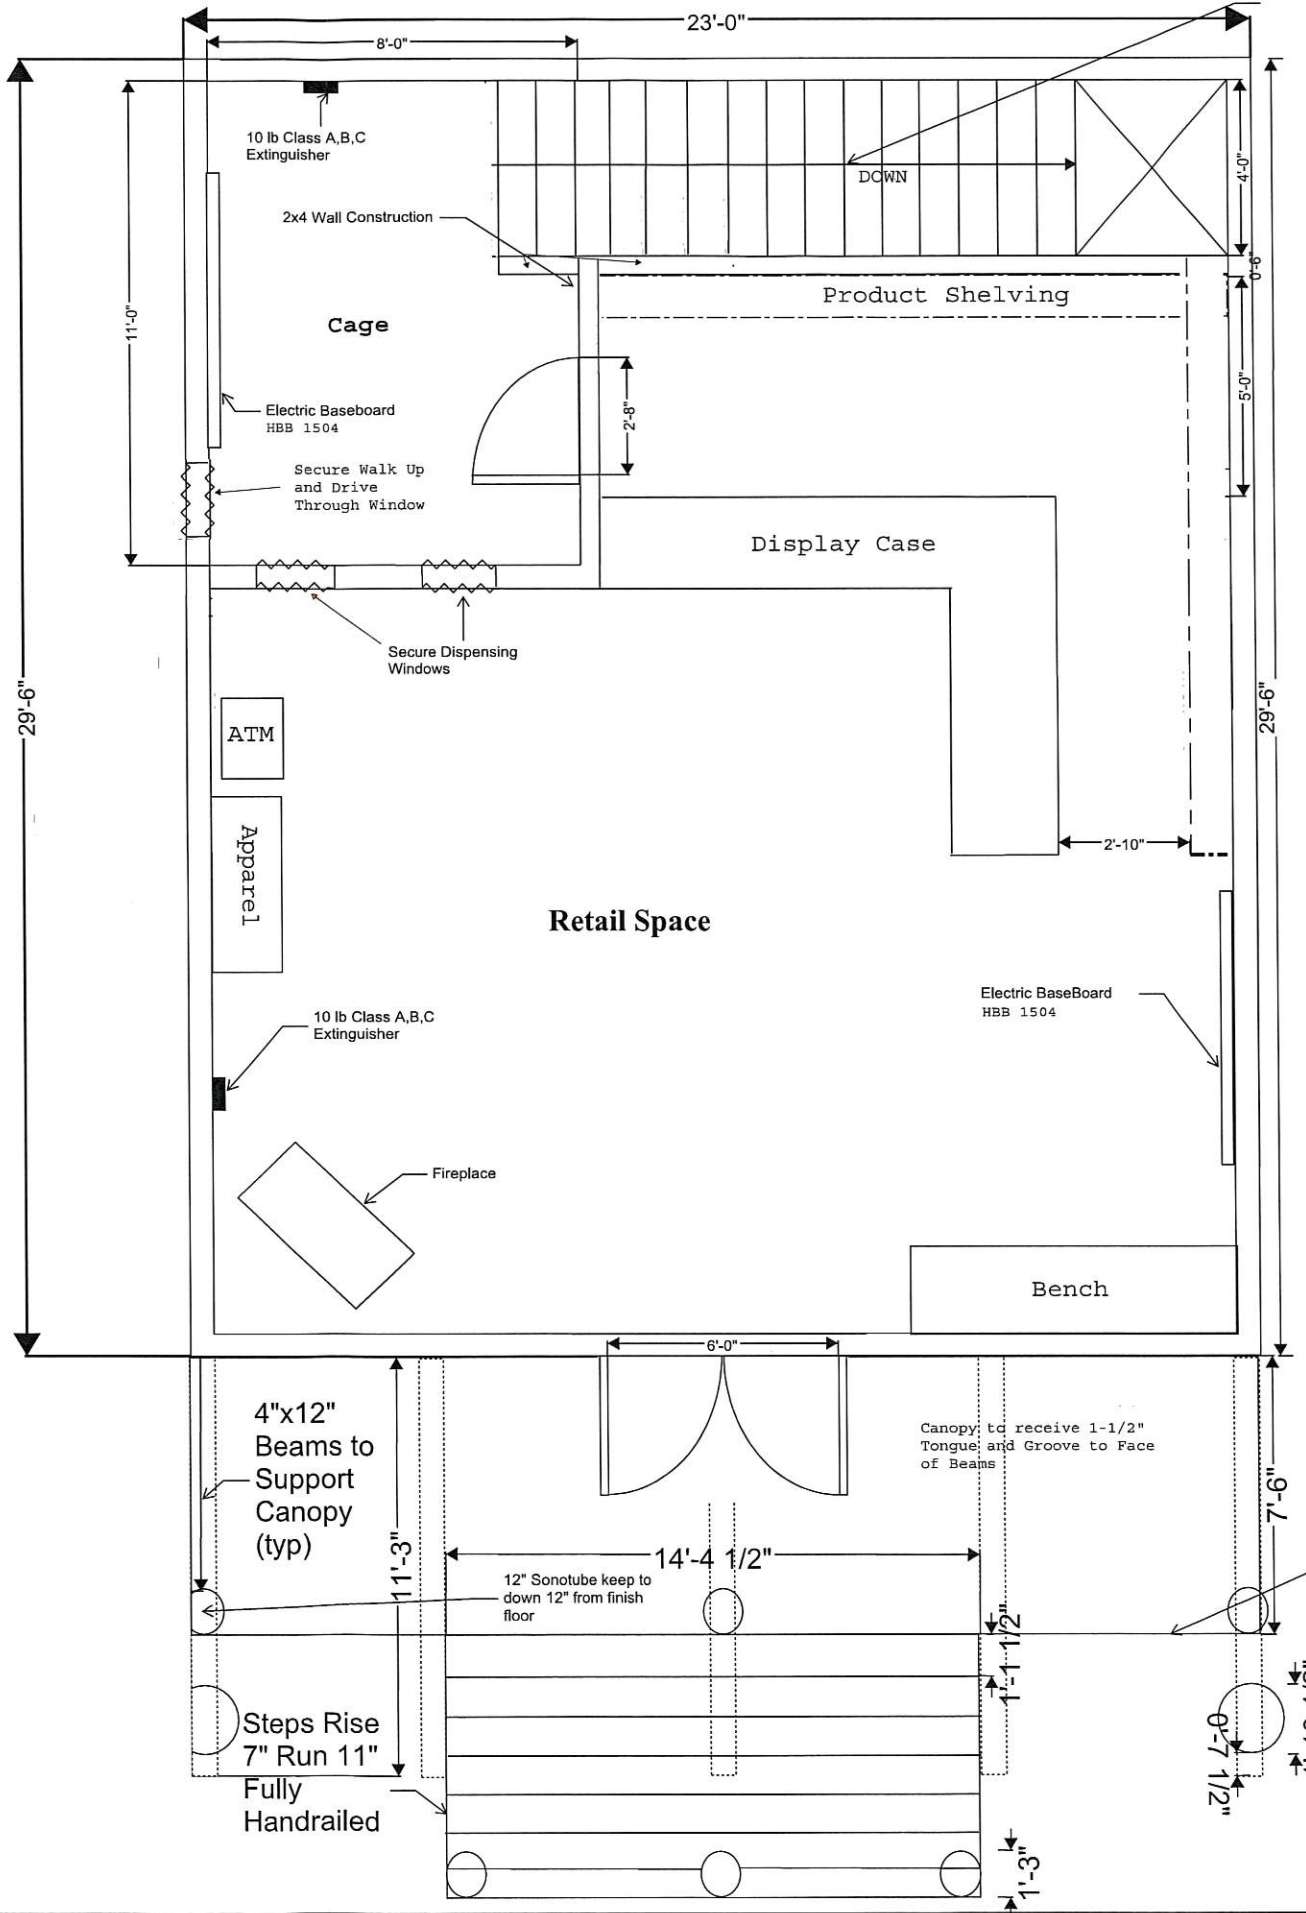 23'-0"
8'-0"
10 lb Class A,B,C
Extinguisher
11'-0"
2x4 Wall Construction
DOWN
4'-0"
0'-6"
Product Shelving
Cage
5'-0"
2'-8"
Electric Baseboard
HBB 1504
Secure Walk Up
and Drive
Through Window
Display Case
Secure Dispensing
Windows
29'-6"
29'-6"
ATM
Apparel
2'-10"
Retail Space
Electric BaseBoard
HBB 1504
10 lb Class A,B,C
Extinguisher
Fireplace
Bench
6'-0"
4"x12"
Beams to
Support
Canopy
(typ)
Canopy to receive 1-1/2"
Tongue and Groove to Face
of Beams
7'-6"
11'-3"
14'-4 1/2"
12" Sonotube keep to
down 12" from finish
floor
1'-1 1/2"
Steps Rise
7" Run 11"
Fully
Handrailed
0'-7 1/2"
1'-3"